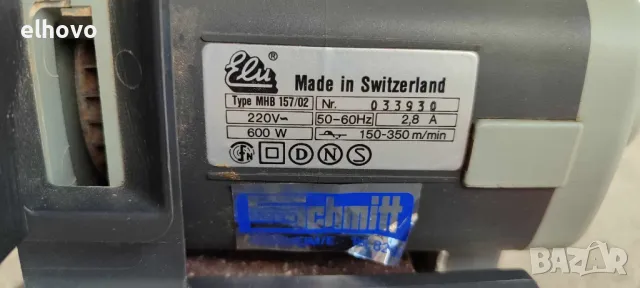 elhovo
Elu ®
Made in Switzerland
Type MHB 157/02 Nr. 033930
220V~ 50-60Hz 2,8 A
600 W 150-350 m/min
D N S
schmitt
bazar